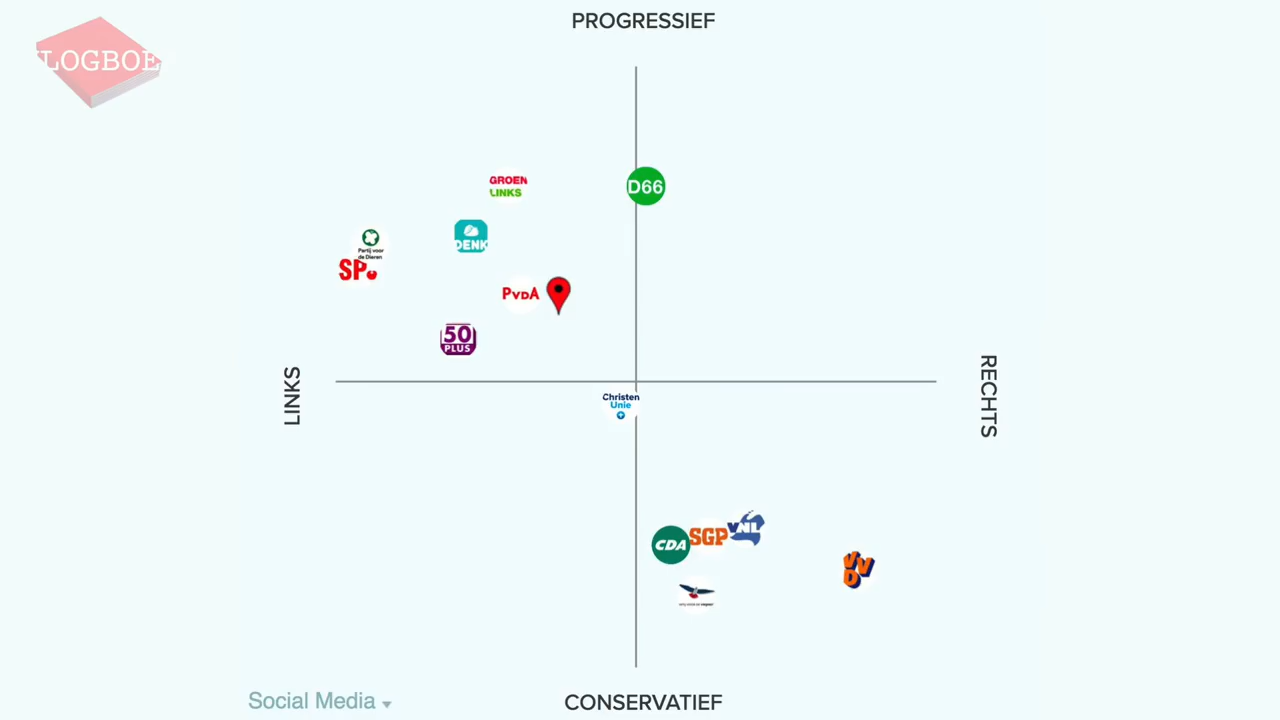 PROGRESSIEF
LOGBOE
GROEN
LINKS
D66
DENK
Partij voor
de Dieren
SP
PvdA
50
PLUS
LINKS
RECHTS
Christen
Unie
VNL
SGP
CDA
VVD
Social Media
CONSERVATIEF